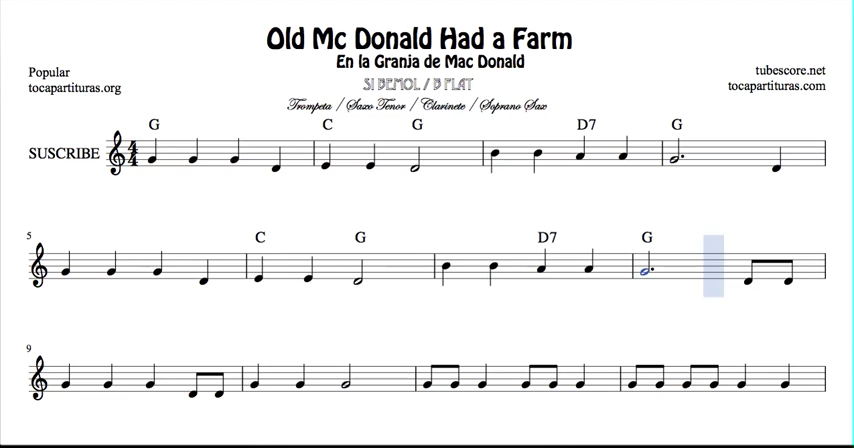 Old Mc Donald Had a Farm
En la Granja de Mac Donald
SI BEMOL / B FLAT
Trompeta / Saxo Tenor / Clarinete / Soprano Sax
Popular
tocapartituras.org
tubescore.net
tocapartituras.com
G C G D7 G
SUSCRIBE
5
C G D7 G
9